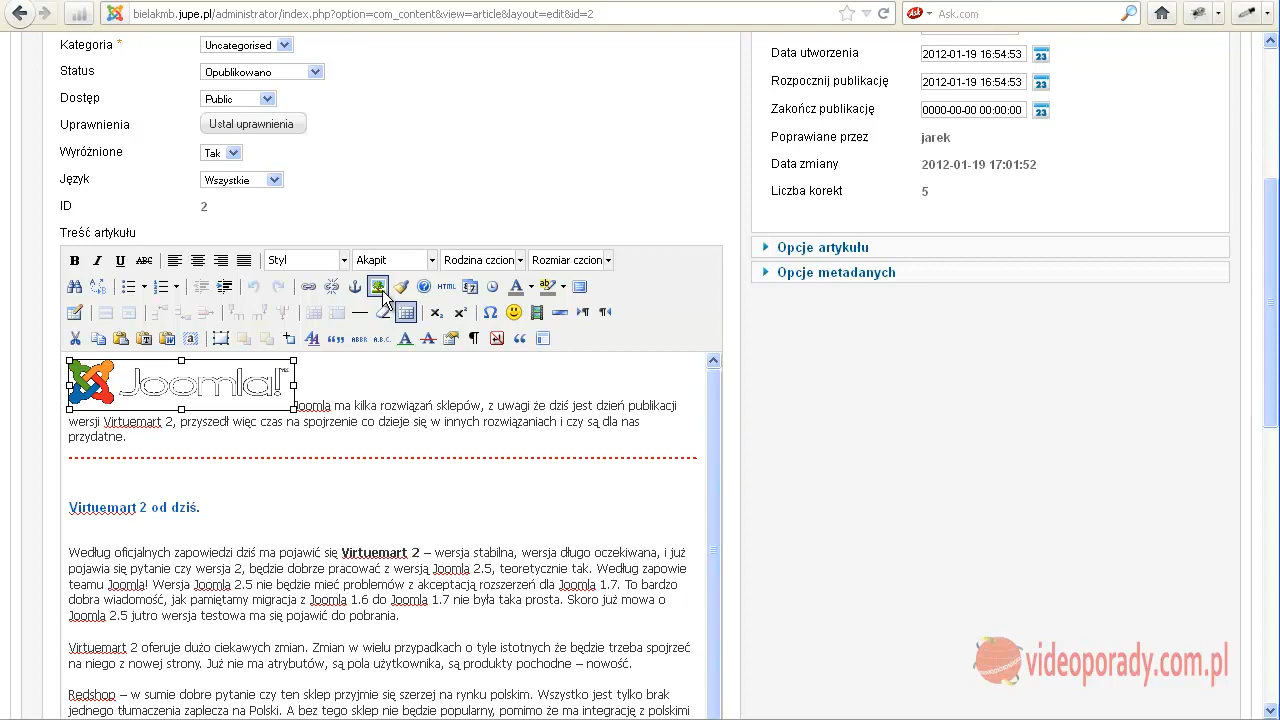 bielakmb.jupe.pl/administrator/index.php?option=com_content&view=article&layout=edit&id=2
Ask.com
Kategoria *
Uncategorised
Status
Opublikowano
Dostęp
Public
Uprawnienia
Ustal uprawnienia
Wyróżnione
Tak
Język
Wszystkie
ID
2
Treść artykułu
Data utworzenia
2012-01-19 16:54:53
23
Rozpocznij publikację
2012-01-19 16:54:53
23
Zakończ publikację
0000-00-00 00:00:00
23
Poprawiane przez
jarek
Data zmiany
2012-01-19 17:01:52
Liczba korekt
5
Opcje artykułu
Opcje metadanych
B I U ABC Styl Akapit Rodzina czcion Rozmiar czcion
HTML A ab
ABBR A.B.C. A A
Joomla!
Joomla ma kilka rozwiązań sklepów, z uwagi że dziś jest dzień publikacji
wersji Virtuemart 2, przyszedł więc czas na spojrzenie co dzieje się w innych rozwiązaniach i czy są dla nas
przydatne.
Virtuemart 2 od dziś.
Według oficjalnych zapowiedzi dziś ma pojawić się Virtuemart 2 – wersja stabilna, wersja długo oczekiwana, i już
pojawia się pytanie czy wersja 2, będzie dobrze pracować z wersją Joomla 2.5, teoretycznie tak. Według zapowie
teamu Joomla! Wersja Joomla 2.5 nie będzie mieć problemów z akceptacją rozszerzeń dla Joomla 1.7. To bardzo
dobra wiadomość, jak pamiętamy migracja z Joomla 1.6 do Joomla 1.7 nie była taka prosta. Skoro już mowa o
Joomla 2.5 jutro wersja testowa ma się pojawić do pobrania.
Virtuemart 2 oferuje dużo ciekawych zmian. Zmian w wielu przypadkach o tyle istotnych że będzie trzeba spojrzeć
na niego z nowej strony. Już nie ma atrybutów, są pola użytkownika, są produkty pochodne – nowość.
Redshop – w sumie dobre pytanie czy ten sklep przyjmie się szerzej na rynku polskim. Wszystko jest tylko brak
jednego tłumaczenia zaplecza na Polski. A bez tego sklep nie będzie popularny, pomimo że ma integrację z polskimi
videoporady.com.pl